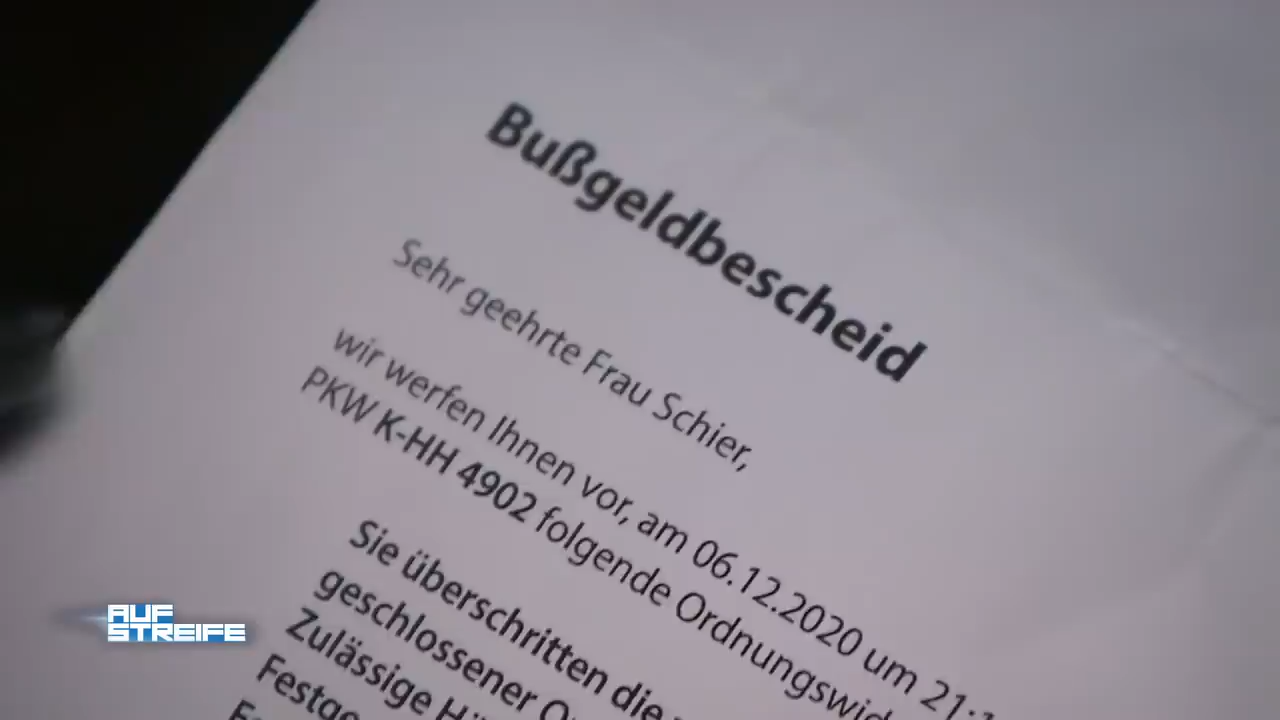 Bußgeldbescheid
Sehr geehrte Frau Schier,
wir werfen Ihnen vor, am 06.12.2020 um
PKW K-HH 4902 folgende
Sie überschritten die
geschlossener
Zulässige
AUF
STREIFE